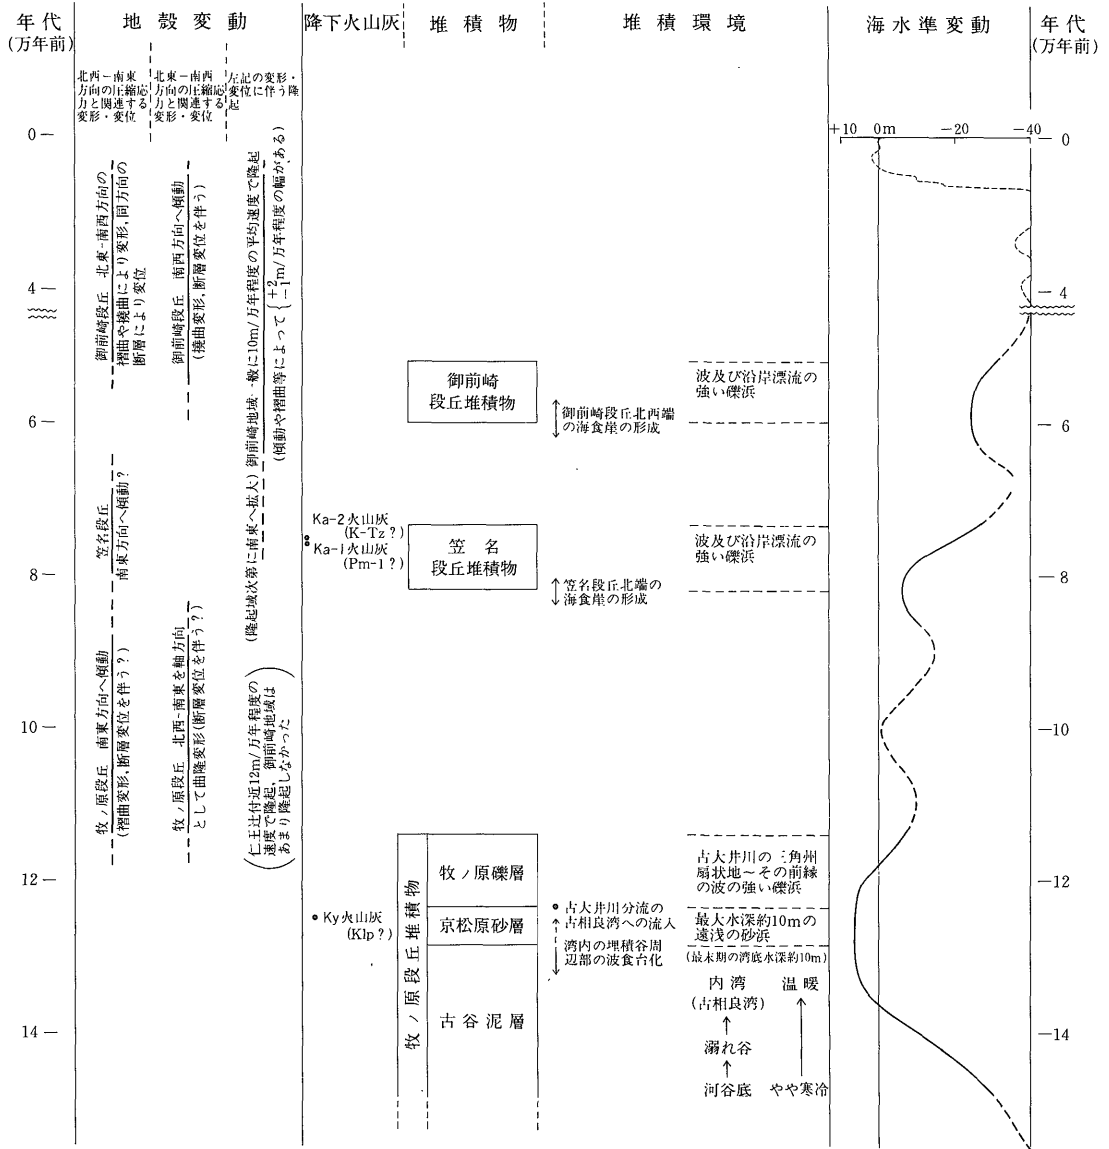 年代
(万年前)
地殻変動
降下火山灰
堆積物
堆積環境
海水準変動
年代
(万年前)
北西－南東
方向の圧縮応
力と関連する
変形・変位
北東－南西
方向の圧縮応
力と関連する
変形・変位
左記の変形・
変位に伴う隆
起
0
4
6
8
10
12
14
御前崎段丘 北東-南西方向の
褶曲や撓曲により変形,同方向の
断層により変位
御前崎段丘 南西方向へ傾動
(撓曲変形,断層変位を伴う)
笠名段丘
南東方向へ傾動?
牧ノ原段丘 南東方向へ傾動
(褶曲変形,断層変位を伴う?)
牧ノ原段丘 北西~南東を軸方向
として曲隆変形(断層変位を伴う?)
(隆起域次第に南東へ拡大)御前崎地域,一般に10m/万年程度の平均速度で隆起
(傾動や褶曲等によって{+2 −1 m/万年程度の幅がある)
(仁王辻付近12m/万年程度の
速度で隆起,御前崎地域は
あまり隆起しなかった)
Ka-2火山灰
(K-Tz?)
Ka-1火山灰
(Pm-1?)
Ky火山灰
(Klp?)
御前崎
段丘堆積物
笠名
段丘堆積物
牧ノ原段丘堆積物
牧ノ原礫層
京松原砂層
古谷泥層
御前崎段丘北西端
の海食崖の形成
笠名段丘北端の
海食崖の形成
古大井川分流の
古相良湾への流入
湾内の埋積谷周
辺部の波食台化
波及び沿岸漂流の
強い礫浜
波及び沿岸漂流の
強い礫浜
古大井川の三角州
扇状地~その前縁
の波の強い礫浜
最大水深約10mの
遠浅の砂浜
(最末期の湾底水深約10m)
内湾
(古相良湾)
溺れ谷
河谷底
温暖
やや寒冷
+10 0m −20 −40
0
4
6
8
10
12
14